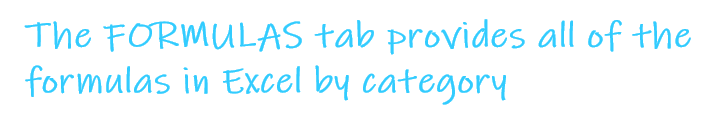 The FORMULAS tab provides all of the
formulas in Excel by category